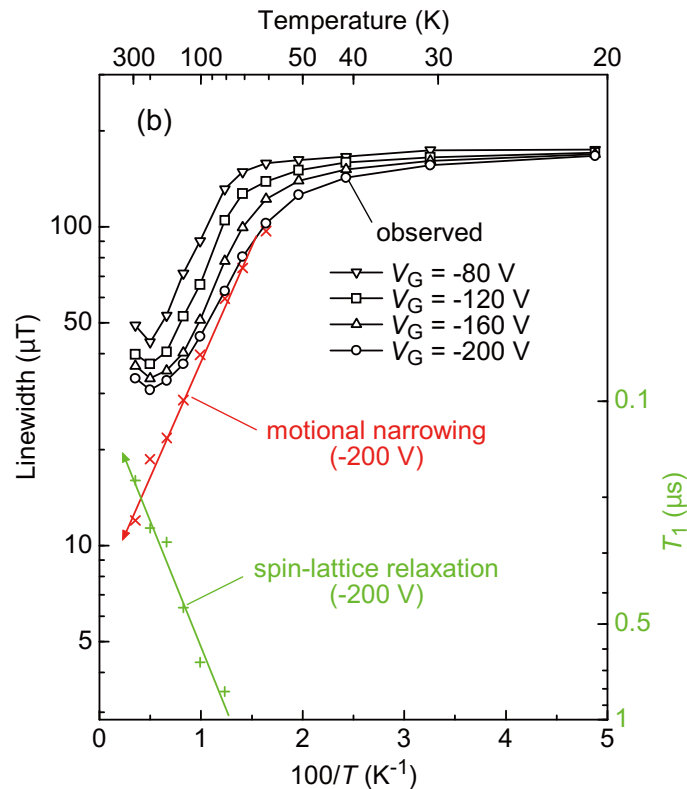 Temperature (K)
300 100 50 40 30 20
(b)
100
observed
V_G = -80 V
V_G = -120 V
50
V_G = -160 V
V_G = -200 V
Linewidth (µT)
0.1
motional narrowing
(-200 V)
T_1 (µs)
10
spin-lattice relaxation
(-200 V)
0.5
5
1
0 1 2 3 4 5
100/T (K⁻¹)